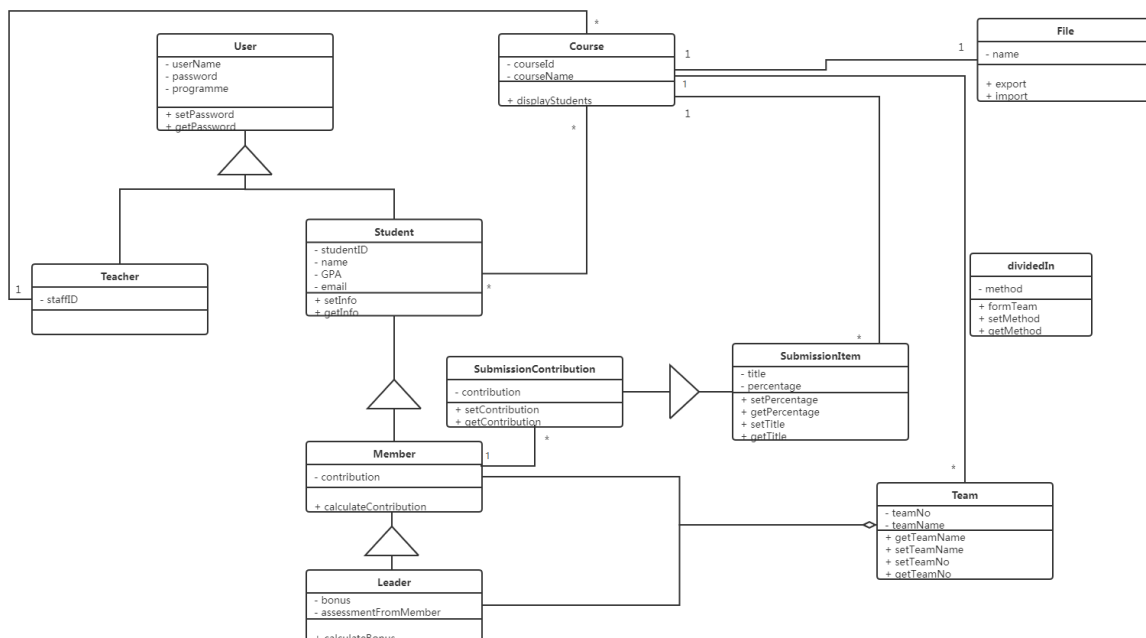 *
User
- userName
- password
- programme
+ setPassword
+ getPassword
Course
- courseId
- courseName
+ displayStudents
*
1
1
1
1
File
- name
+ export
+ import
Teacher
- staffID
1
Student
- studentID
- name
- GPA
- email
+ setInfo
+ getInfo
*
dividedIn
- method
+ formTeam
+ setMethod
+ getMethod
SubmissionContribution
- contribution
+ setContribution
+ getContribution
*
*
SubmissionItem
- title
- percentage
+ setPercentage
+ getPercentage
+ setTitle
+ getTitle
Member
- contribution
+ calculateContribution
1
*
Team
- teamNo
- teamName
+ getTeamName
+ setTeamName
+ setTeamNo
+ getTeamNo
Leader
- bonus
- assessmentFromMember
+ calculateBonus